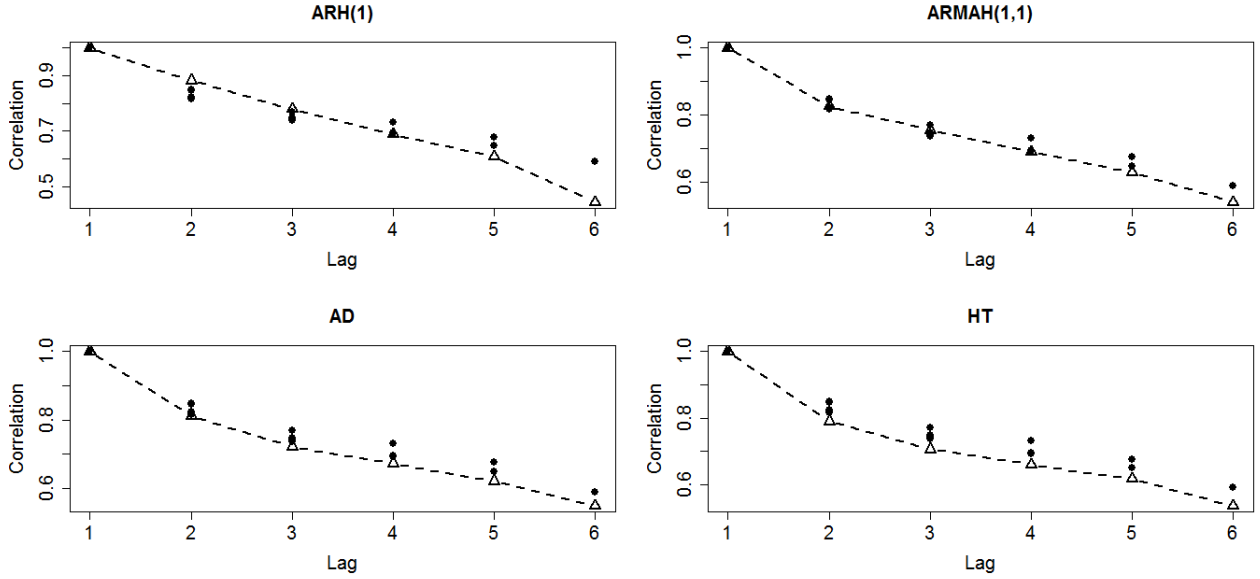 ARH(1)
Correlation
0.9
0.7
0.5
1 2 3 4 5 6
Lag
ARMAH(1,1)
Correlation
1.0
0.8
0.6
1 2 3 4 5 6
Lag
AD
Correlation
1.0
0.8
0.6
1 2 3 4 5 6
Lag
HT
Correlation
1.0
0.8
0.6
1 2 3 4 5 6
Lag